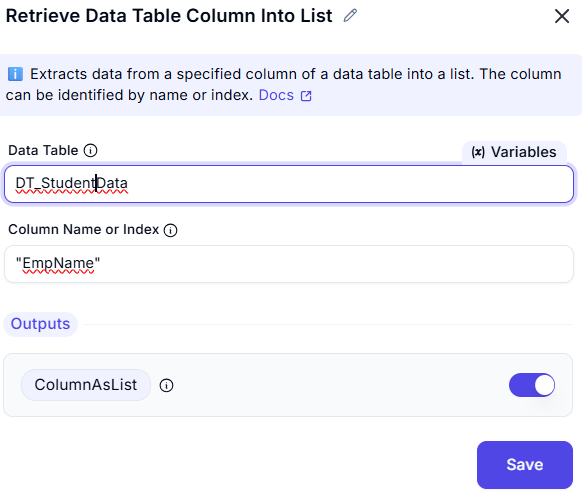 Retrieve Data Table Column Into List
Extracts data from a specified column of a data table into a list. The column
can be identified by name or index. Docs
Data Table
(x) Variables
DT_StudentData
Column Name or Index
"EmpName"
Outputs
ColumnAsList
Save